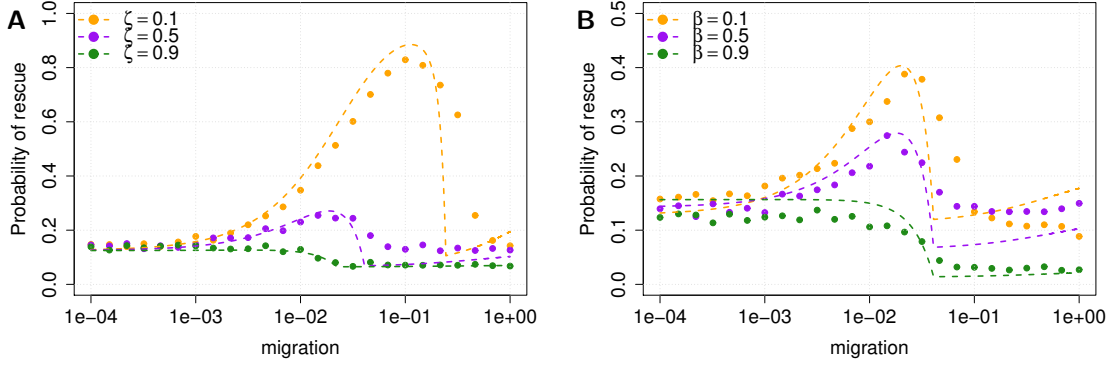 A
ζ = 0.1
ζ = 0.5
ζ = 0.9
Probability of rescue
1.0
0.8
0.6
0.4
0.2
0.0
1e−04
1e−03
1e−02
1e−01
1e+00
migration
B
β = 0.1
β = 0.5
β = 0.9
Probability of rescue
0.5
0.4
0.3
0.2
0.1
0.0
1e−04
1e−03
1e−02
1e−01
1e+00
migration